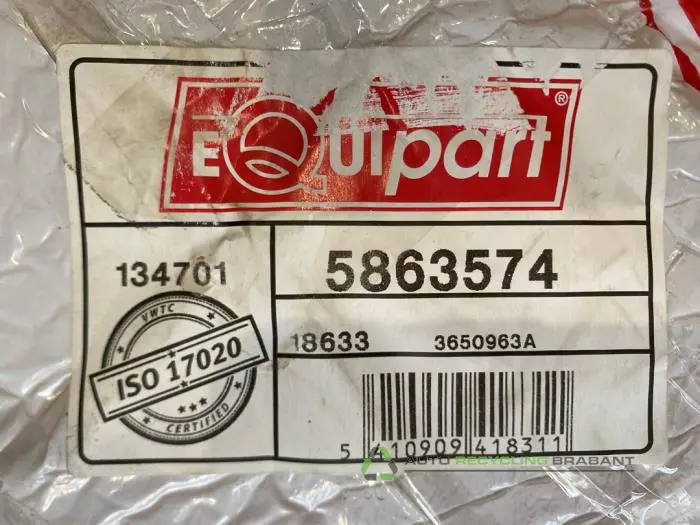 EQUIpart®
134701
5863574
VWTC
ISO 17020
CERTIFIED
18633 3650963A
5 410909 418311
AUTO RECYCLING BRABANT